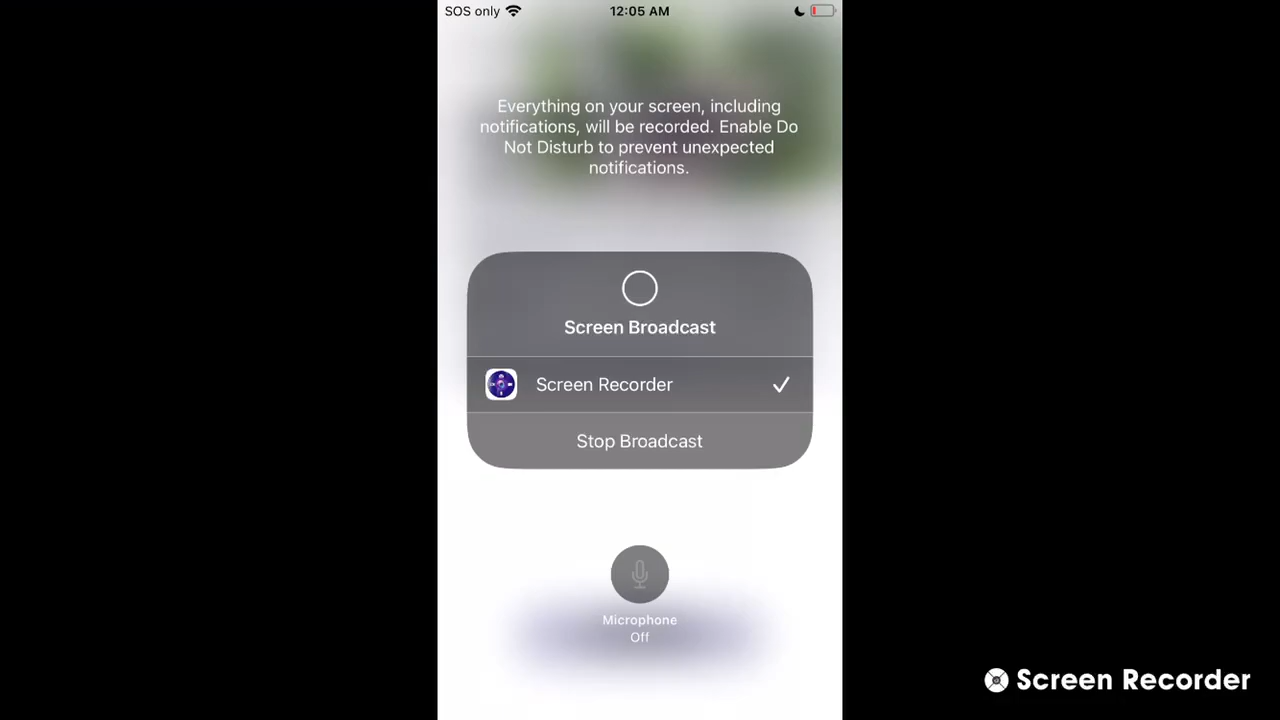 SOS only
12:05 AM
Everything on your screen, including
notifications, will be recorded. Enable Do
Not Disturb to prevent unexpected
notifications.
Screen Broadcast
Screen Recorder
Stop Broadcast
Microphone
Off
Screen Recorder